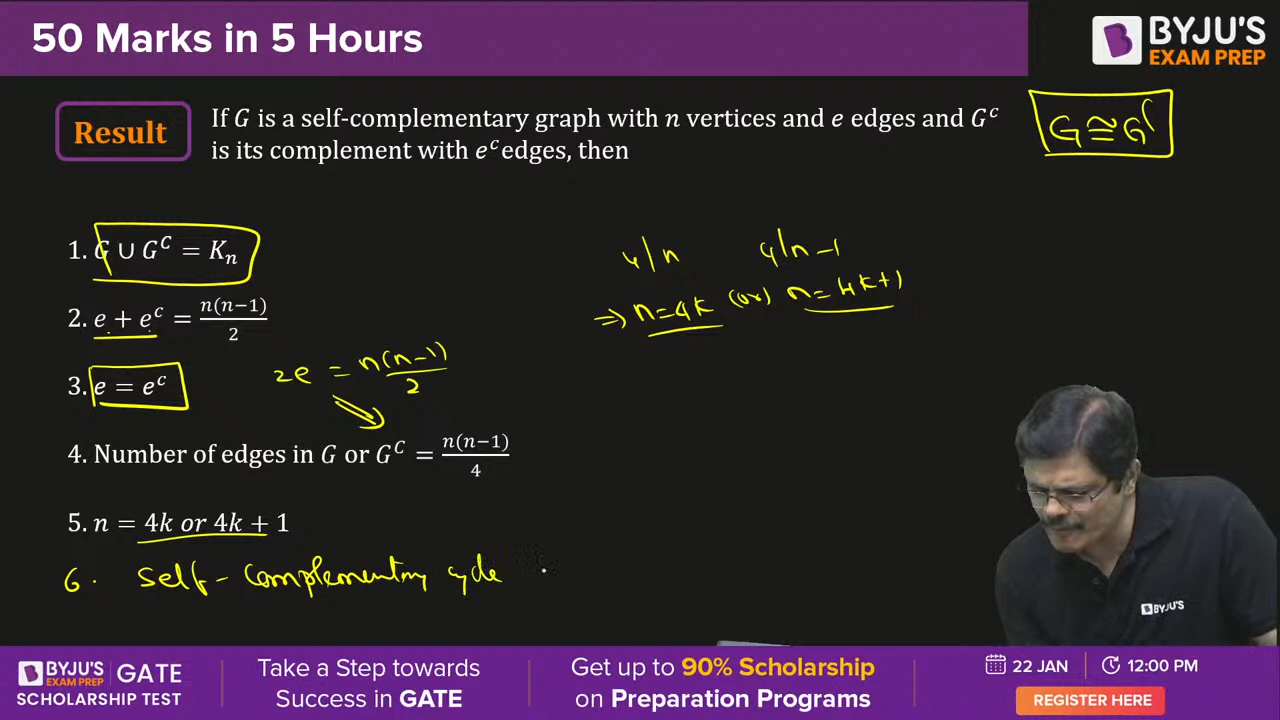 50 Marks in 5 Hours
BYJU'S
EXAM PREP
Result
If G is a self-complementary graph with n vertices and e edges and G^c
is its complement with e^c edges, then
G ≅ G^c
1. G ∪ G^C = K_n
4|n 4|n-1
⇒ n=4k (or) n=4k+1
2. e + e^c = n(n−1)/2
3. e = e^c
2e = n(n-1)/2
4. Number of edges in G or G^C = n(n−1)/4
5. n = 4k or 4k + 1
6. Self-Complementary cycle
BYJU'S
BYJU'S EXAM PREP | GATE
SCHOLARSHIP TEST
Take a Step towards
Success in GATE
Get up to 90% Scholarship
on Preparation Programs
22 JAN | 12:00 PM
REGISTER HERE